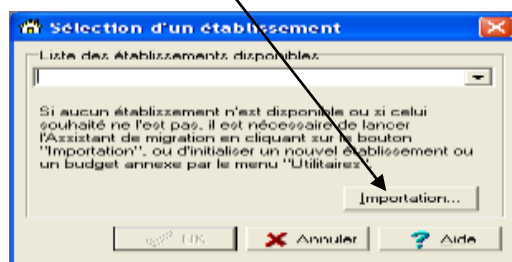 Sélection d'un établissement
Liste des établissements disponibles
Si aucun établissement n'est disponible ou si celui
souhaité ne l'est pas, il est nécessaire de lancer
l'Assistant de migration en cliquant sur le bouton
"Importation", ou d'initialiser un nouvel établissement ou
un budget annexe par le menu "Utilitaires".
Importation...
OK Annuler Aide